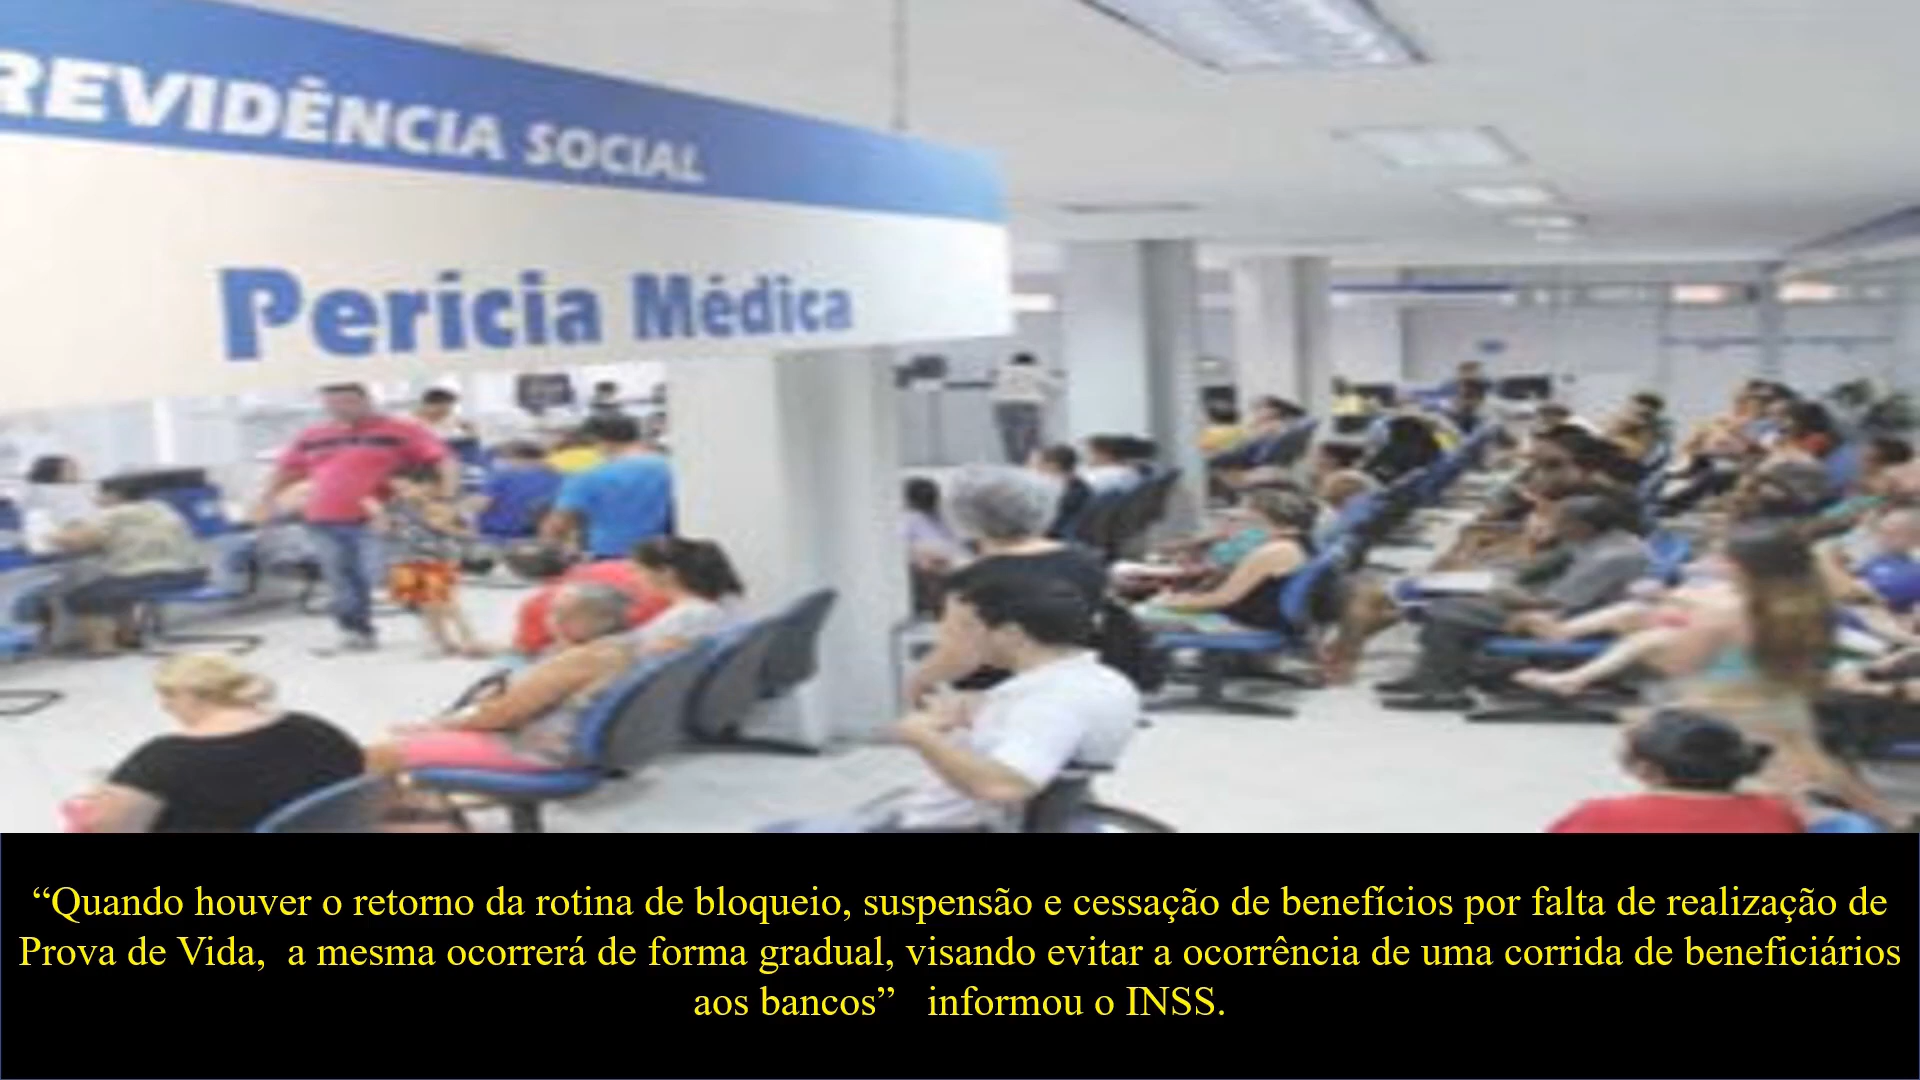 REVIDÊNCIA SOCIAL
Perícia Médica
“Quando houver o retorno da rotina de bloqueio, suspensão e cessação de benefícios por falta de realização de
Prova de Vida,  a mesma ocorrerá de forma gradual, visando evitar a ocorrência de uma corrida de beneficiários
aos bancos”   informou o INSS.